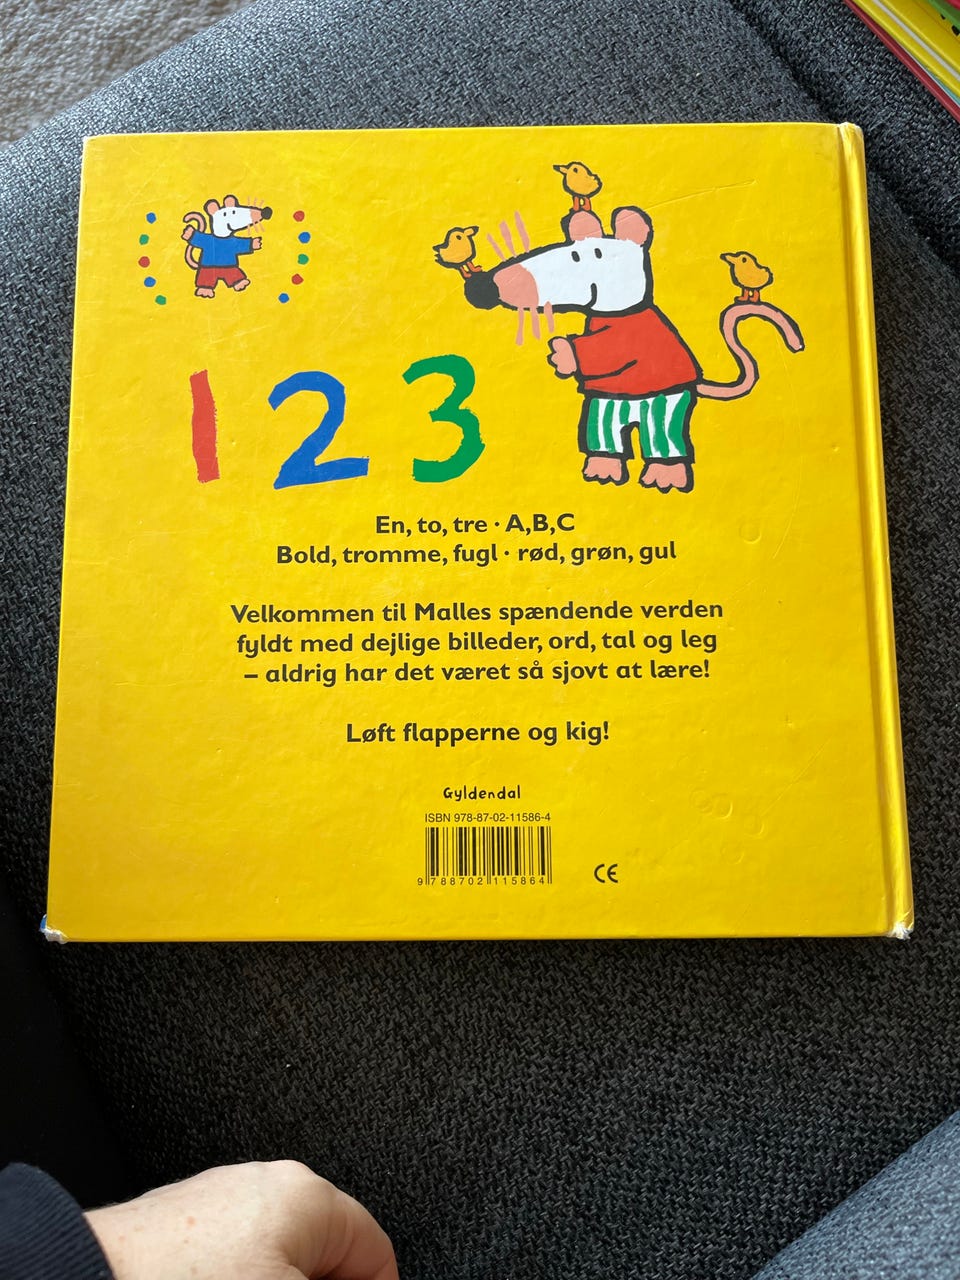 1 2 3
En, to, tre · A,B,C
Bold, tromme, fugl · rød, grøn, gul
Velkommen til Malles spændende verden
fyldt med dejlige billeder, ord, tal og leg
– aldrig har det været så sjovt at lære!
Løft flapperne og kig!
Gyldendal
ISBN 978-87-02-11586-4
9 788702 115864
CE